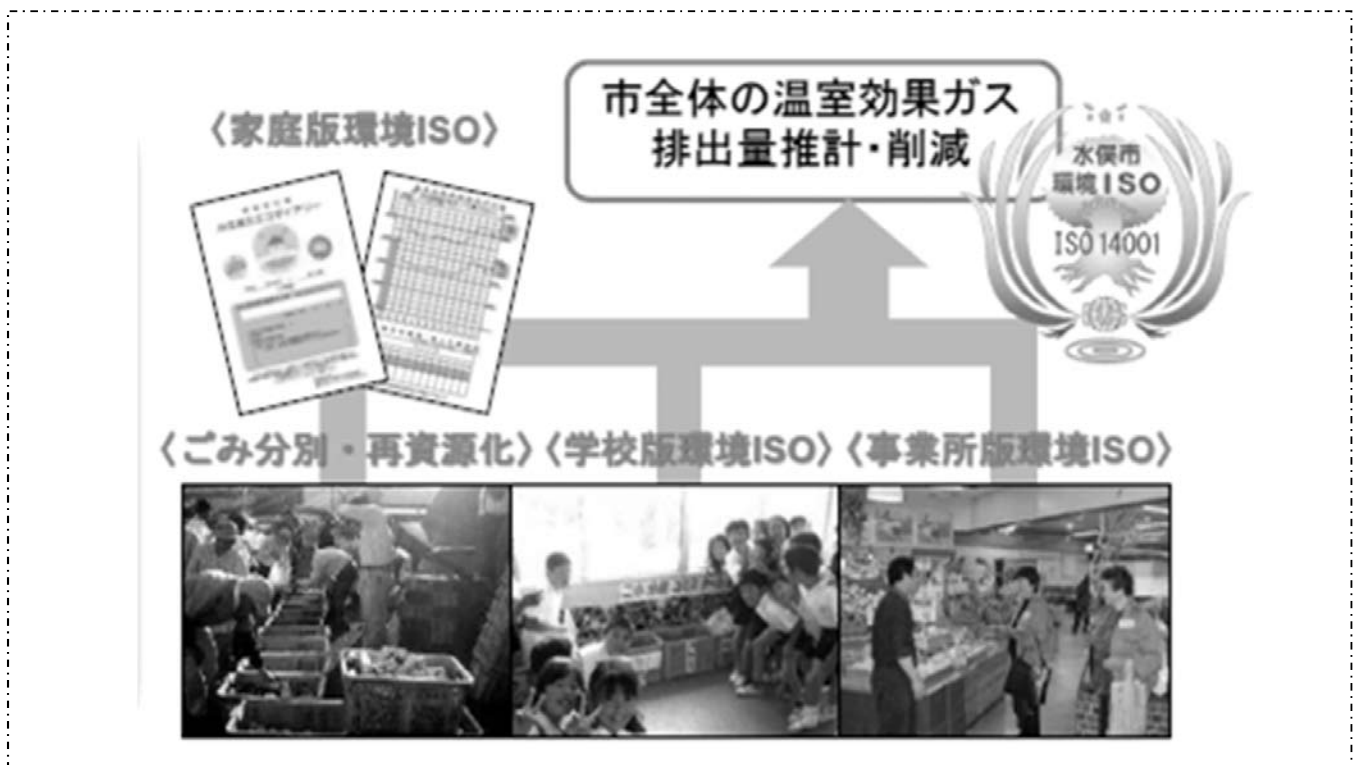 市全体の温室効果ガス
排出量推計・削減
〈家庭版環境ISO〉
水俣市
環境ISO
ISO 14001
〈ごみ分別・再資源化〉〈学校版環境ISO〉〈事業所版環境ISO〉